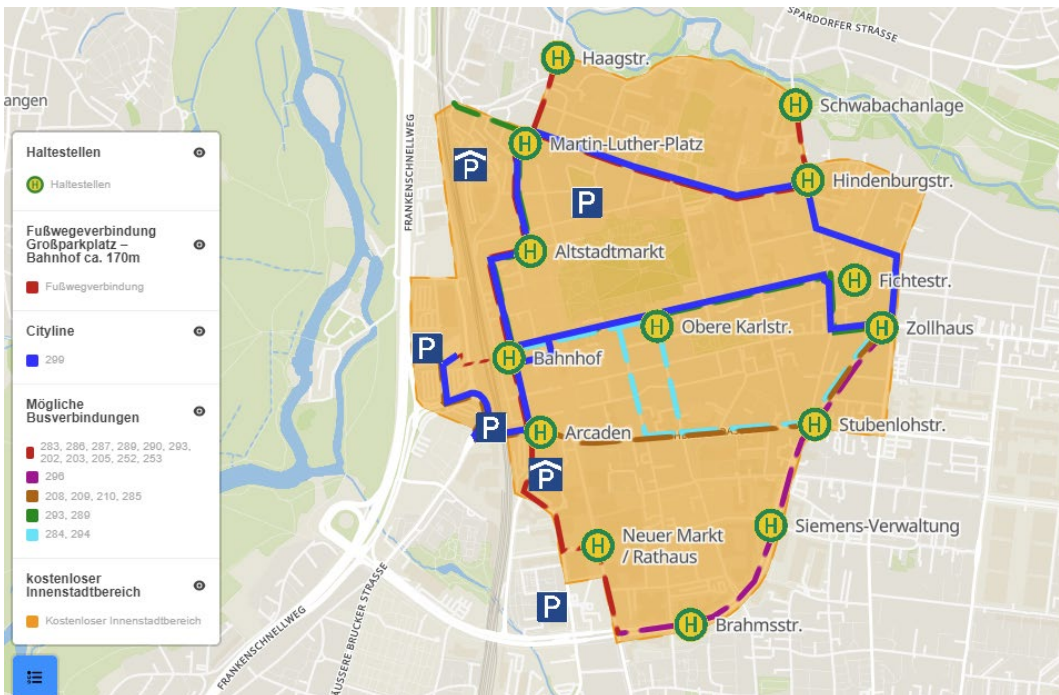 SPARDORFER STRASSE
Haagstr.
angen
Schwabachanlage
FRANKENSCHNELLWEG
Martin-Luther-Platz
P
Hindenburgstr.
P
Altstadtmarkt
Fichtestr.
Obere Karlstr.
Zollhaus
P
Bahnhof
P
Arcaden
Stubenlohstr.
P
Siemens-Verwaltung
Neuer Markt
/ Rathaus
P
Brahmsstr.
FRANKENSCHNELLWEG
ÄUSSERE BRUCKER STRASSE
Haltestellen
H Haltestellen
Fußwegeverbindung
Großparkplatz –
Bahnhof ca. 170m
Fußwegverbindung
Cityline
299
Mögliche
Busverbindungen
283, 286, 287, 289, 290, 293,
202, 203, 205, 252, 253
296
208, 209, 210, 285
293, 289
284, 294
kostenloser
Innenstadtbereich
Kostenloser Innenstadtbereich